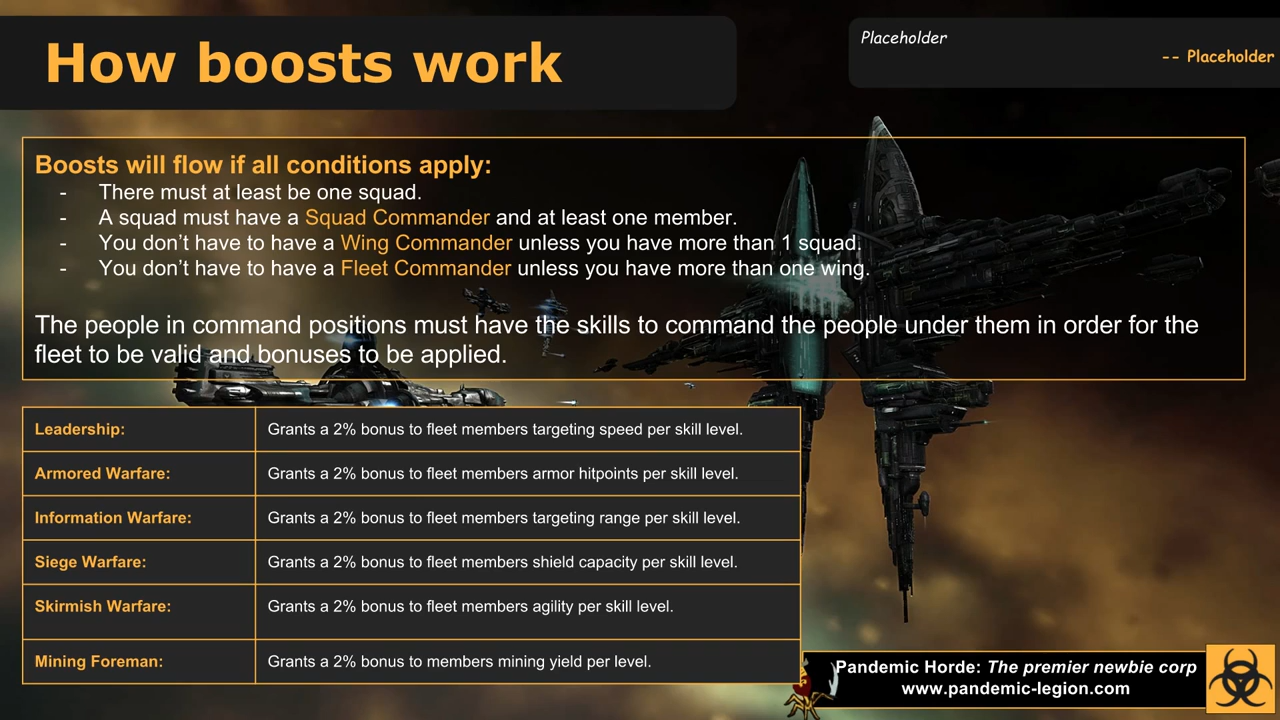 How boosts work
Placeholder
-- Placeholder
Boosts will flow if all conditions apply:
- There must at least be one squad.
- A squad must have a Squad Commander and at least one member.
- You don’t have to have a Wing Commander unless you have more than 1 squad.
- You don’t have to have a Fleet Commander unless you have more than one wing.
The people in command positions must have the skills to command the people under them in order for the
fleet to be valid and bonuses to be applied.
Leadership: Grants a 2% bonus to fleet members targeting speed per skill level.
Armored Warfare: Grants a 2% bonus to fleet members armor hitpoints per skill level.
Information Warfare: Grants a 2% bonus to fleet members targeting range per skill level.
Siege Warfare: Grants a 2% bonus to fleet members shield capacity per skill level.
Skirmish Warfare: Grants a 2% bonus to fleet members agility per skill level.
Mining Foreman: Grants a 2% bonus to members mining yield per level.
Pandemic Horde: The premier newbie corp
www.pandemic-legion.com